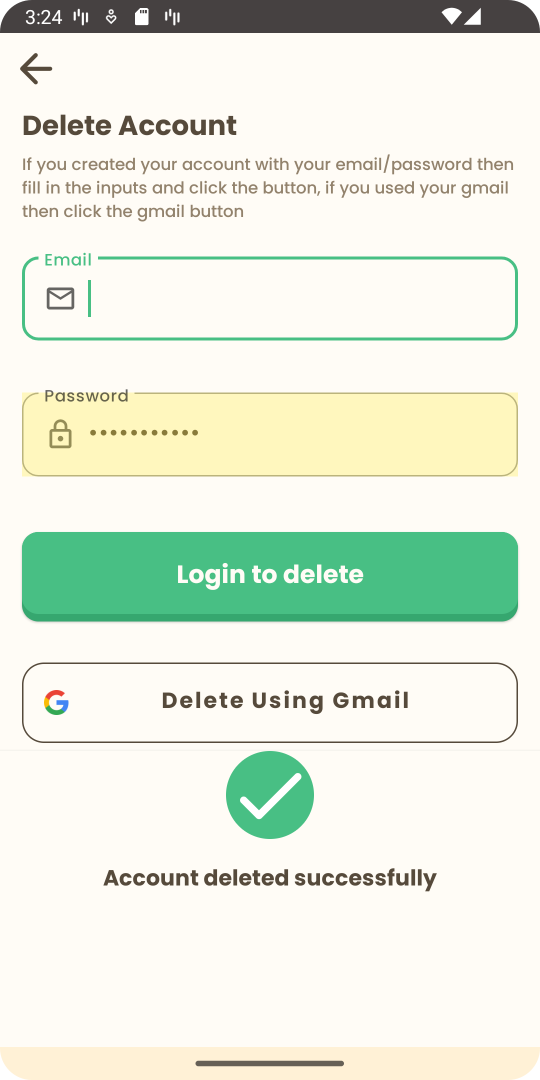 3:24
Delete Account
If you created your account with your email/password then
fill in the inputs and click the button, if you used your gmail
then click the gmail button
Email
Password
•••••••••••
Login to delete
Delete Using Gmail
Account deleted successfully